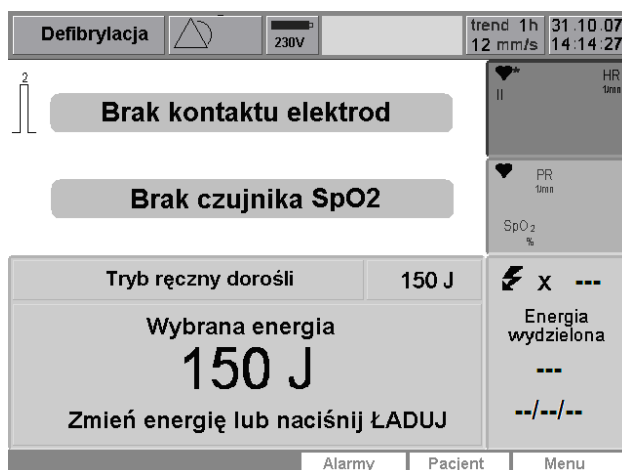 Defibrylacja
230V
trend 1h
12 mm/s
31.10.07
14:14:27
2
Brak kontaktu elektrod
* HR
II 1/min
Brak czujnika SpO2
PR
1/min
SpO2
%
Tryb ręczny dorośli 150 J
x ---
Wybrana energia
150 J
Zmień energię lub naciśnij ŁADUJ
Energia
wydzielona
---
--/--/--
Alarmy Pacjent Menu